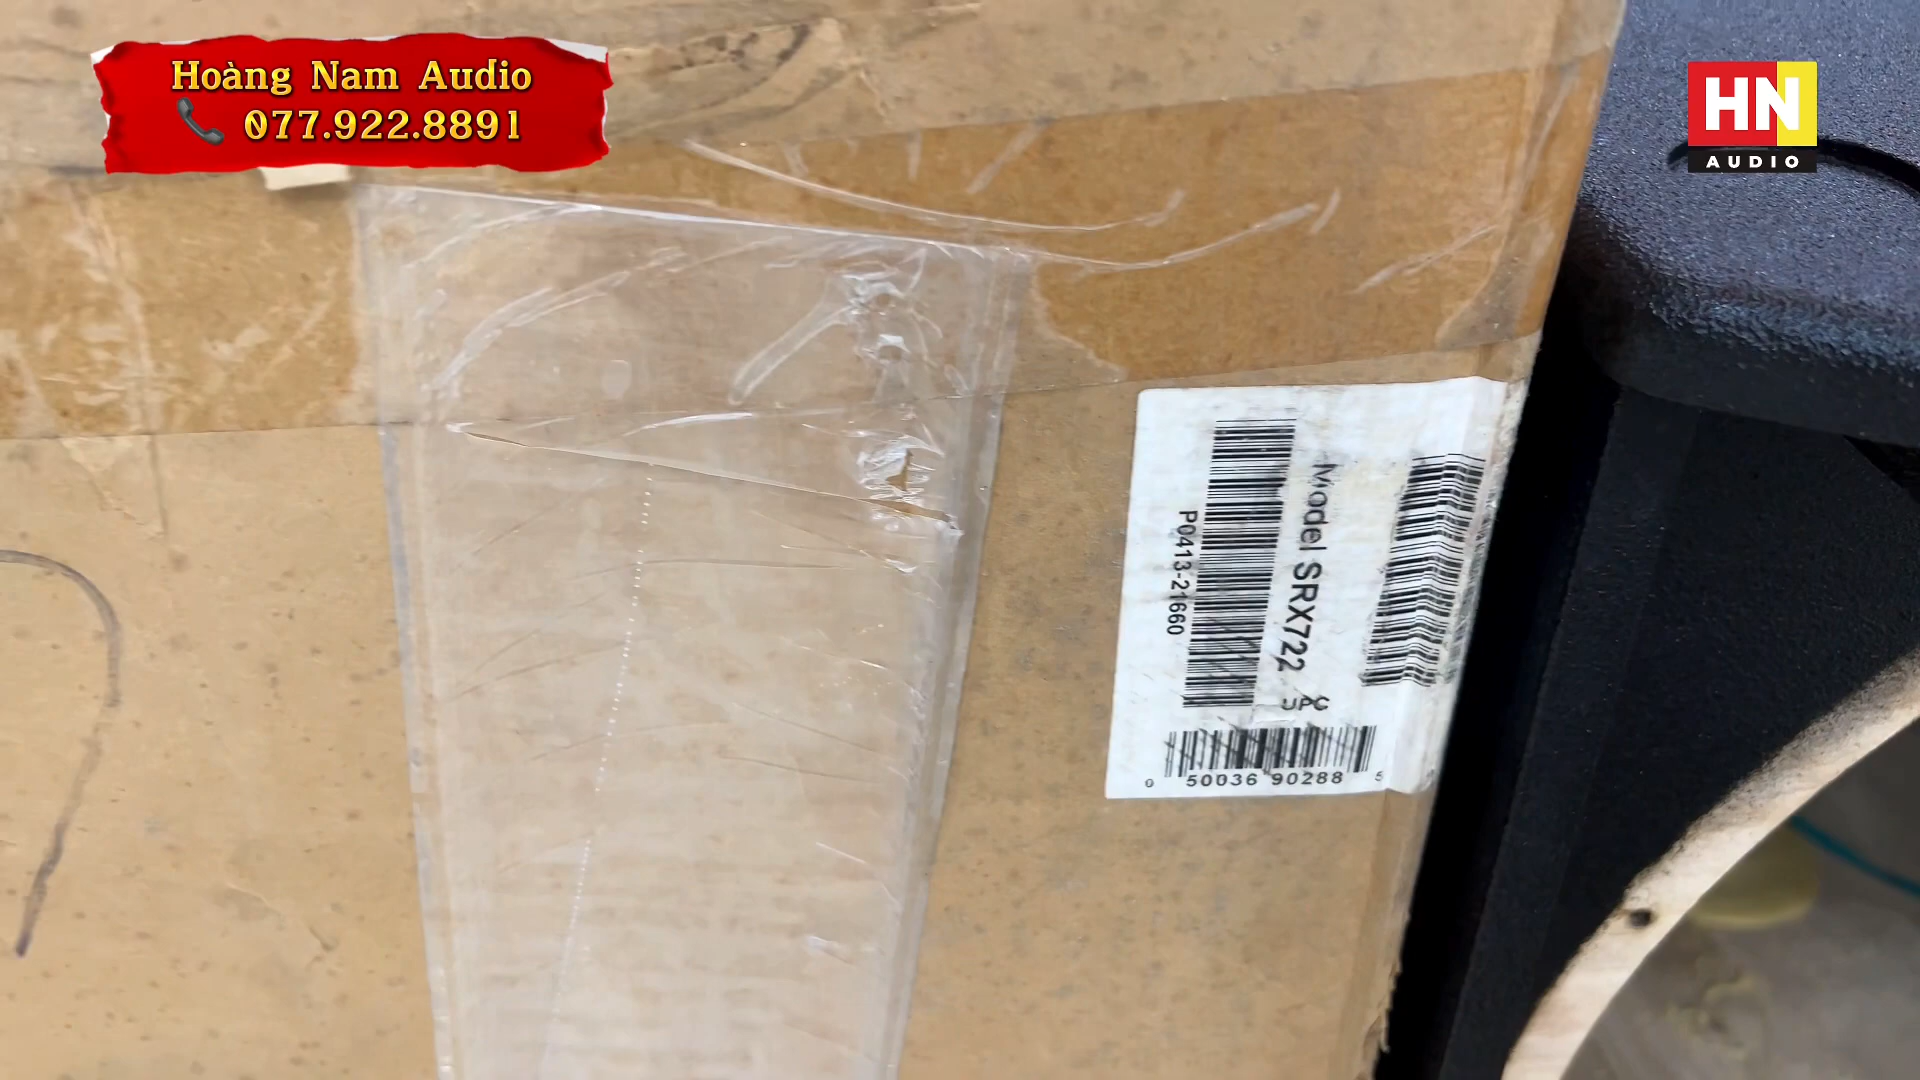 Hoàng Nam Audio
077.922.8891
HN
AUDIO
Model SRX722
P0413-21660
UPC
0 50036 90288 5